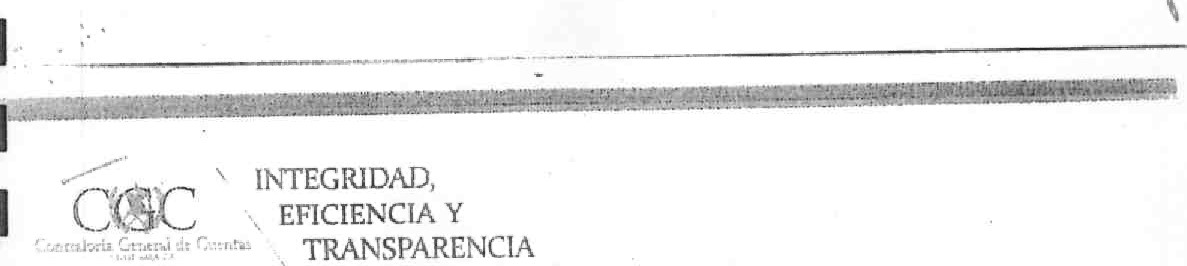 CGC
Contraloría General de Cuentas
INTEGRIDAD,
EFICIENCIA Y
TRANSPARENCIA